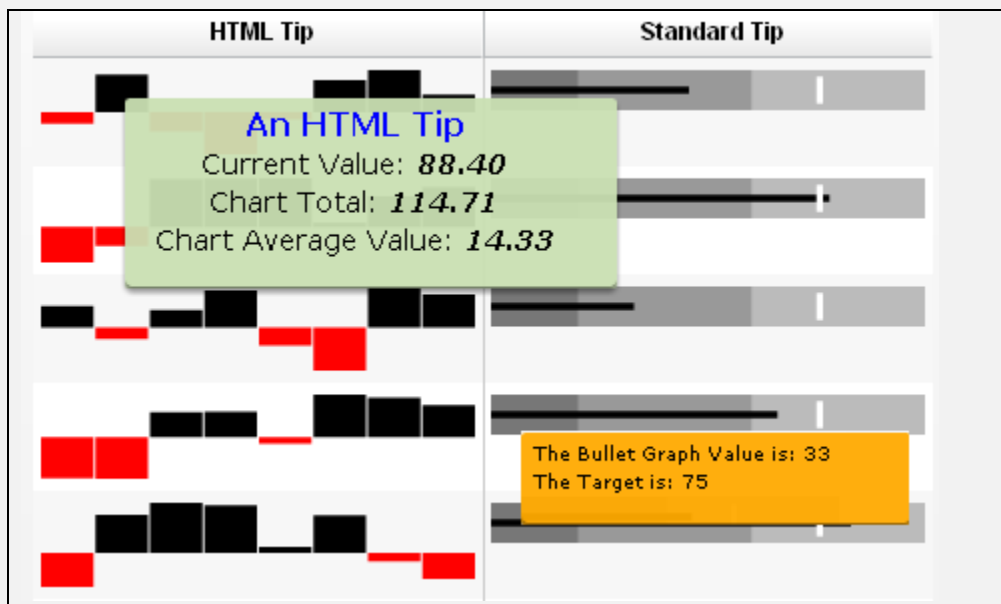 HTML Tip
Standard Tip
An HTML Tip
Current Value: 88.40
Chart Total: 114.71
Chart Average Value: 14.33
The Bullet Graph Value is: 33
The Target is: 75